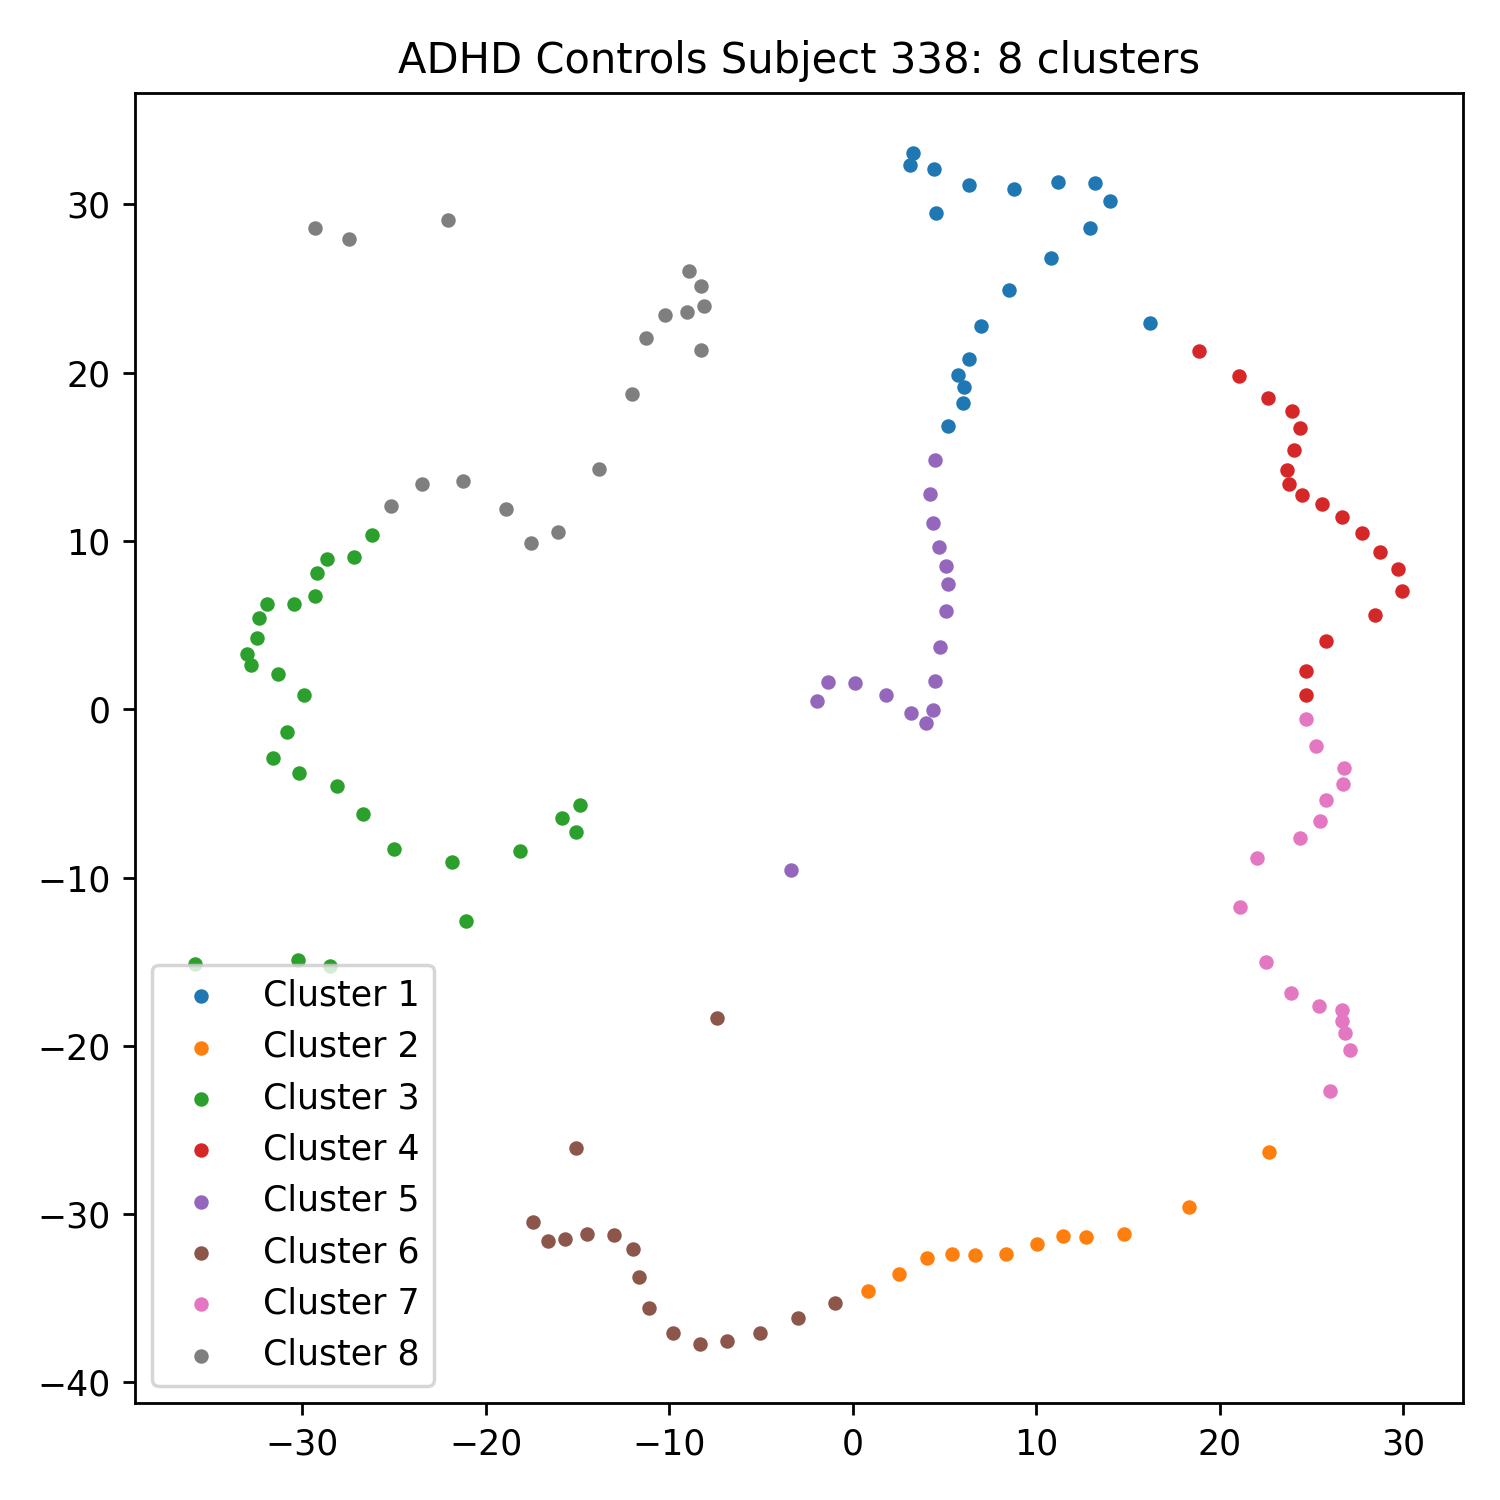 ADHD Controls Subject 338: 8 clusters
30
20
10
0
−10
−20
−30
−40
Cluster 1
Cluster 2
Cluster 3
Cluster 4
Cluster 5
Cluster 6
Cluster 7
Cluster 8
−30 −20 −10 0 10 20 30